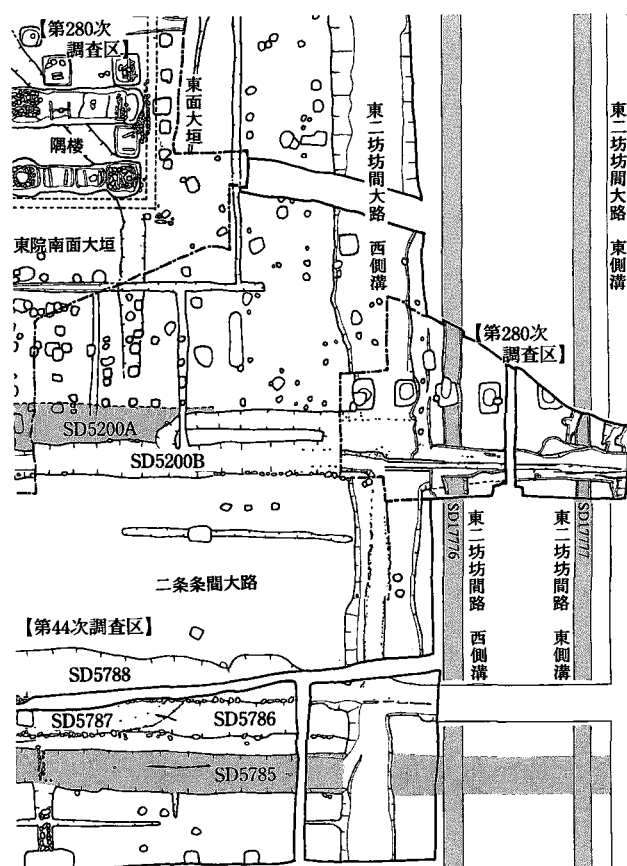 【第280次
調査区】
隅楼
東面大垣
東二坊坊間大路 西側溝
東二坊坊間大路 東側溝
東院南面大垣
【第280次
調査区】
SD5200A
SD5200B
SD17776
SD17777
東二坊坊間路 西側溝
東二坊坊間路 東側溝
二条条間大路
【第44次調査区】
SD5788
SD5787
SD5786
SD5785